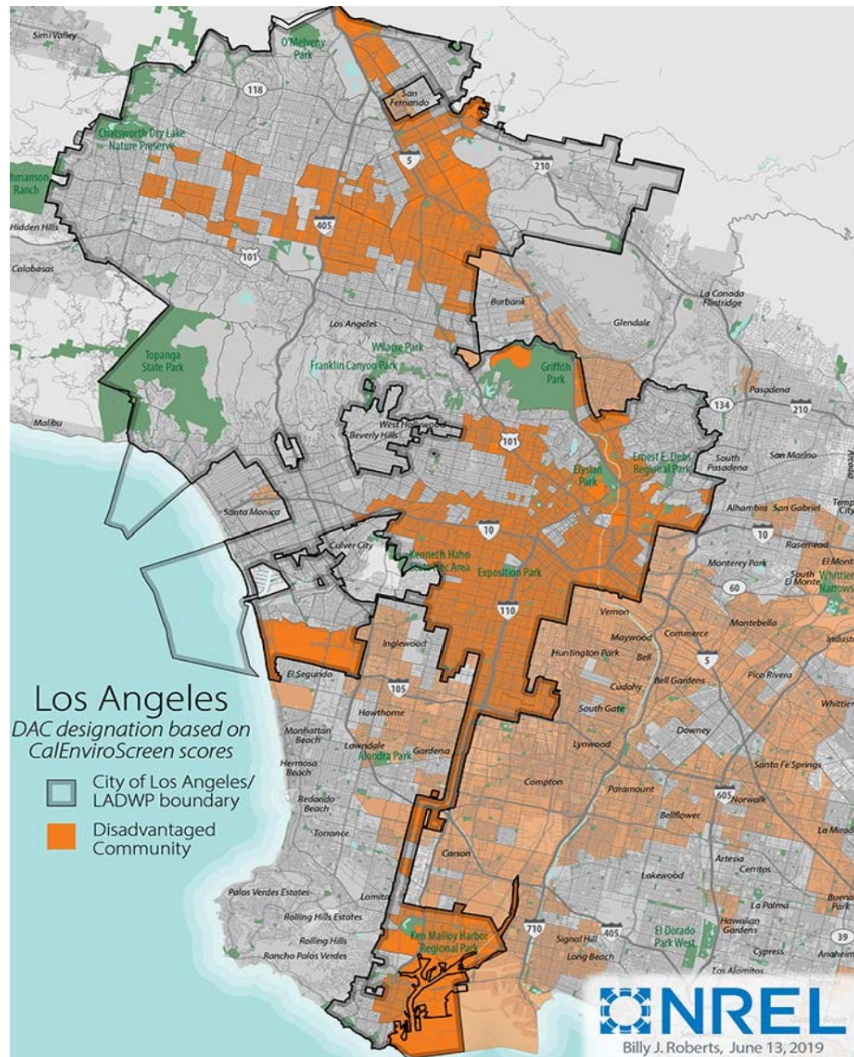 Simi Valley
O'Melveny
Park
118
San
Fernando
Chatsworth Dry Lake
Nature Preserve
5
210
Ranch
405
Hidden Hills
101
Calabasas
Burbank
La Canada
Flintridge
Los Angeles
Glendale
Wilacre Park
Topanga
State Park
Franklin Canyon Park
Griffith
Park
Pasadena
134
210
Malibu
West Hollywood
Beverly Hills
101
Ernest E. Debs
Regional Park
South
Pasadena
San Marino
Elysian
Park
Santa Monica
Alhambra
San Gabriel
10
10
Culver City
Rosemead
Kenneth Hahn
State Rec Area
Exposition Park
Monterey Park
South
El Monte
Whittier
Narrows
60
110
Vernon
Inglewood
Maywood
Commerce
Montebello
Huntington Park
Bell
5
El Segundo
Bell Gardens
Pico Rivera
105
Cudahy
Hawthorne
South Gate
Downey
Manhattan
Beach
Lawndale
Gardena
Lynwood
Alondra Park
Santa Fe Springs
Hermosa
Beach
Compton
Paramount
605
Norwalk
Redondo
Beach
Bellflower
Torrance
Carson
Artesia
Cerritos
Lakewood
Palos Verdes Estates
Lomita
La Palma
Rolling Hills Estates
Ken Malloy Harbor
Regional Park
710
405
El Dorado
Park West
Hawaiian
Gardens
39
Rolling Hills
Signal Hill
Cypress
Rancho Palos Verdes
Long Beach
Los Alamitos
Los Angeles
DAC designation based on
CalEnviroScreen scores
City of Los Angeles/
LADWP boundary
Disadvantaged
Community
NREL
Billy J. Roberts, June 13, 2019